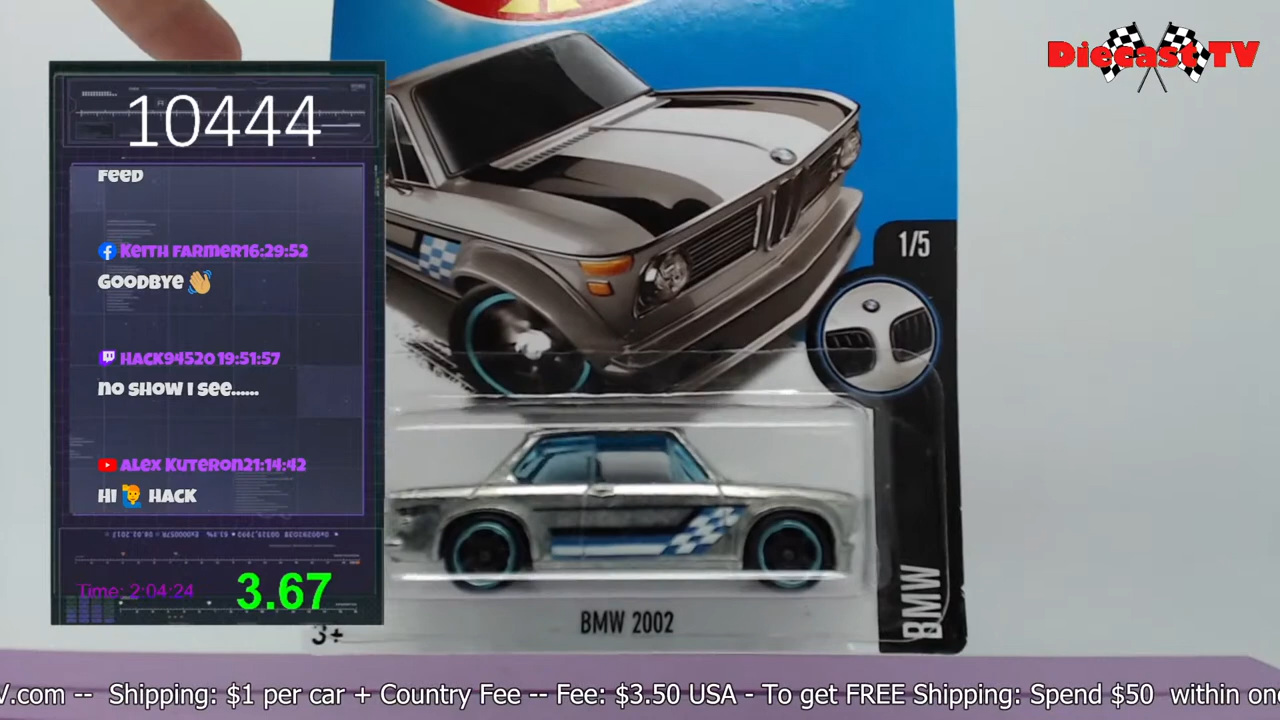 Diecast TV
10444
FEED
Keith Farmer16:29:52
GOODBYE 👋
HACK94520 19:51:57
NO SHOW I SEE......
Alex Kuteron21:14:42
HI 🙋 HACK
Time: 2:04:24
3.67
1/5
BMW
BMW 2002
3+
V.com -- Shipping: $1 per car + Country Fee -- Fee: $3.50 USA - To get FREE Shipping: Spend $50 within one